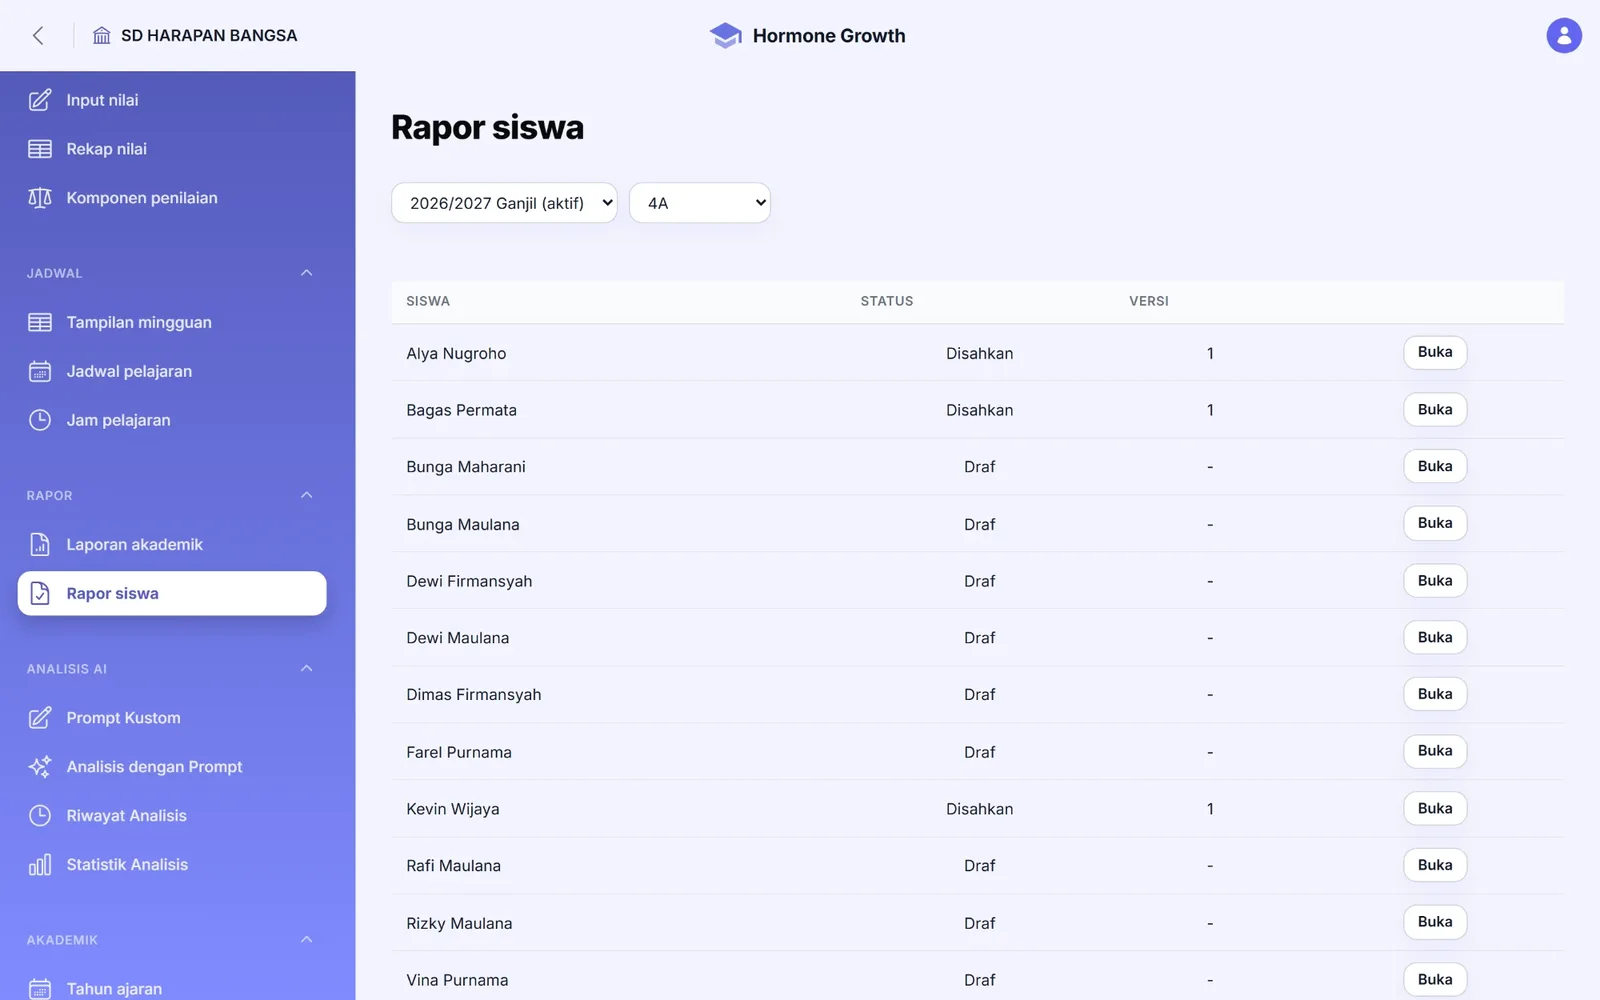 SD HARAPAN BANGSA
Hormone Growth
Input nilai
Rekap nilai
Komponen penilaian
JADWAL
Tampilan mingguan
Jadwal pelajaran
Jam pelajaran
RAPOR
Laporan akademik
Rapor siswa
ANALISIS AI
Prompt Kustom
Analisis dengan Prompt
Riwayat Analisis
Statistik Analisis
AKADEMIK
Tahun ajaran
Rapor siswa
2026/2027 Ganjil (aktif) 4A
SISWA STATUS VERSI
Alya Nugroho Disahkan 1 Buka
Bagas Permata Disahkan 1 Buka
Bunga Maharani Draf - Buka
Bunga Maulana Draf - Buka
Dewi Firmansyah Draf - Buka
Dewi Maulana Draf - Buka
Dimas Firmansyah Draf - Buka
Farel Purnama Draf - Buka
Kevin Wijaya Disahkan 1 Buka
Rafi Maulana Draf - Buka
Rizky Maulana Draf - Buka
Vina Purnama Draf - Buka